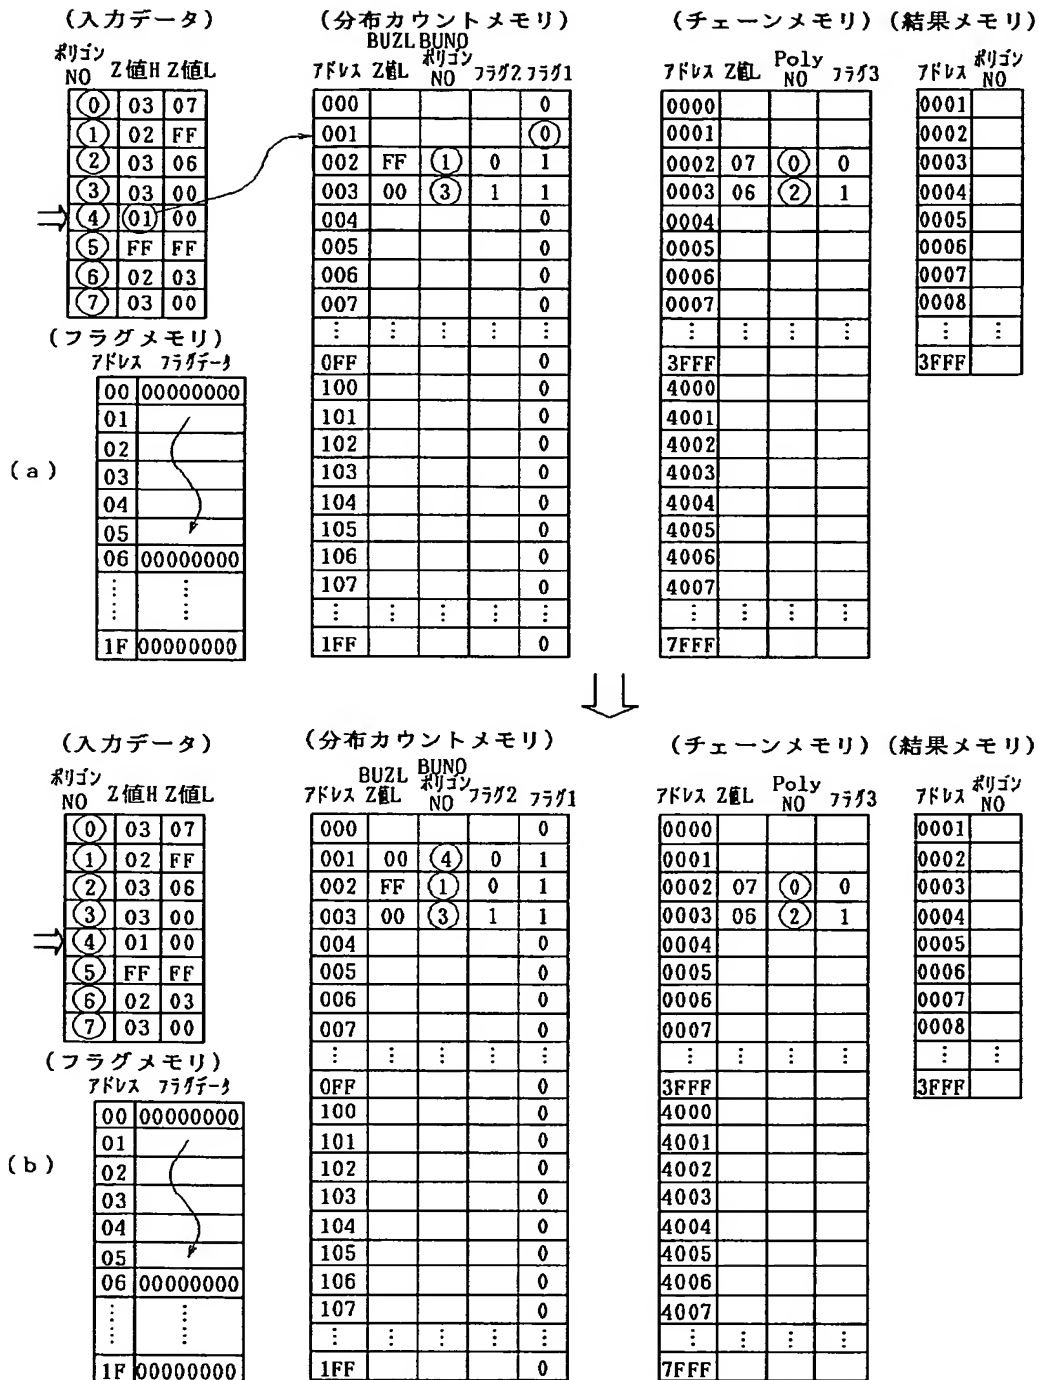 (入力データ) (分布カウントメモリ) (チェーンメモリ) (結果メモリ)
BUZL BUNO
ポリゴンNO Z値H Z値L
0 03 07
1 02 FF
2 03 06
3 03 00
4 01 00
5 FF FF
6 02 03
7 03 00
(フラグメモリ)
アドレス フラグデータ
00 00000000
01
02
03
04
05
06 00000000
⋮ ⋮
1F 00000000
(a)
アドレス Z値L ポリゴンNO フラグ2 フラグ1
000 0
001 0
002 FF 1 0 1
003 00 3 1 1
004 0
005 0
006 0
007 0
⋮ ⋮ ⋮ ⋮ ⋮
0FF 0
100 0
101 0
102 0
103 0
104 0
105 0
106 0
107 0
⋮ ⋮ ⋮ ⋮ ⋮
1FF 0
アドレス Z値L Poly NO フラグ3
0000
0001
0002 07 0 0
0003 06 2 1
0004
0005
0006
0007
⋮ ⋮ ⋮ ⋮
3FFF
4000
4001
4002
4003
4004
4005
4006
4007
⋮ ⋮ ⋮ ⋮
7FFF
アドレス ポリゴンNO
0001
0002
0003
0004
0005
0006
0007
0008
⋮ ⋮
3FFF
(入力データ) (分布カウントメモリ) (チェーンメモリ) (結果メモリ)
BUZL BUNO
ポリゴンNO Z値H Z値L
0 03 07
1 02 FF
2 03 06
3 03 00
4 01 00
5 FF FF
6 02 03
7 03 00
(フラグメモリ)
アドレス フラグデータ
00 00000000
01
02
03
04
05
06 00000000
⋮ ⋮
1F 00000000
(b)
アドレス Z値L ポリゴンNO フラグ2 フラグ1
000 0
001 00 4 0 1
002 FF 1 0 1
003 00 3 1 1
004 0
005 0
006 0
007 0
⋮ ⋮ ⋮ ⋮ ⋮
0FF 0
100 0
101 0
102 0
103 0
104 0
105 0
106 0
107 0
⋮ ⋮ ⋮ ⋮ ⋮
1FF 0
アドレス Z値L Poly NO フラグ3
0000
0001
0002 07 0 0
0003 06 2 1
0004
0005
0006
0007
⋮ ⋮ ⋮ ⋮
3FFF
4000
4001
4002
4003
4004
4005
4006
4007
⋮ ⋮ ⋮ ⋮
7FFF
アドレス ポリゴンNO
0001
0002
0003
0004
0005
0006
0007
0008
⋮ ⋮
3FFF